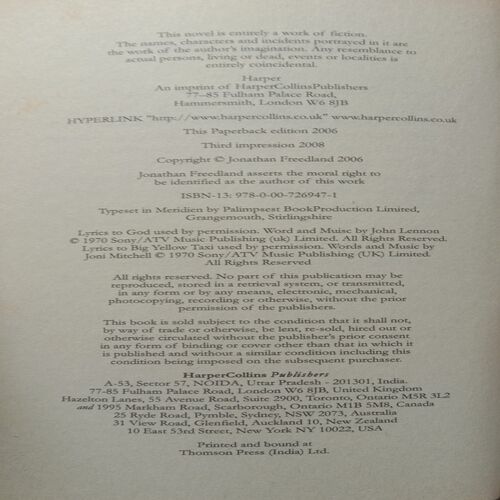 This novel is entirely a work of fiction.
The names, characters and incidents portrayed in it are
the work of the author's imagination. Any resemblance to
actual persons, living or dead, events or localities is
entirely coincidental.
Harper
An imprint of HarperCollinsPublishers
77–85 Fulham Palace Road,
Hammersmith, London W6 8JB
HYPERLINK "http://www.harpercollins.co.uk" www.harpercollins.co.uk
This Paperback edition 2006
Third impression 2008
Copyright © Jonathan Freedland 2006
Jonathan Freedland asserts the moral right to
be identified as the author of this work
ISBN-13: 978-0-00-726947-1
Typeset in Meridien by Palimpsest BookProduction Limited,
Grangemouth, Stirlingshire
Lyrics to God used by permission. Word and Muisc by John Lennon
© 1970 Sony/ATV Music Publishing (uk) Limited. All Rights Reserved.
Lyrics to Big Yellow Taxi used by permission. Words and Music by
Joni Mitchell © 1970 Sony/ATV Music Publishing (UK) Limited.
All Rights Reserved
All rights reserved. No part of this publication may be
reproduced, stored in a retrieval system, or transmitted,
in any form or by any means, electronic, mechanical,
photocopying, recording or otherwise, without the prior
permission of the publishers.
This book is sold subject to the condition that it shall not,
by way of trade or otherwise, be lent, re-sold, hired out or
otherwise circulated without the publisher's prior consent
in any form of binding or cover other than that in which it
is published and without a similar condition including this
condition being imposed on the subsequent purchaser.
HarperCollins Publishers
A-53, Sector 57, NOIDA, Uttar Pradesh - 201301, India.
77-85 Fulham Palace Road, London W6 8JB, United Kingdom
Hazelton Lanes, 55 Avenue Road, Suite 2900, Toronto, Ontario M5R 3L2
and 1995 Markham Road, Scarborough, Ontario M1B 5M8, Canada
25 Ryde Road, Pymble, Sydney, NSW 2073, Australia
31 View Road, Glenfield, Auckland 10, New Zealand
10 East 53rd Street, New York NY 10022, USA
Printed and bound at
Thomson Press (India) Ltd.